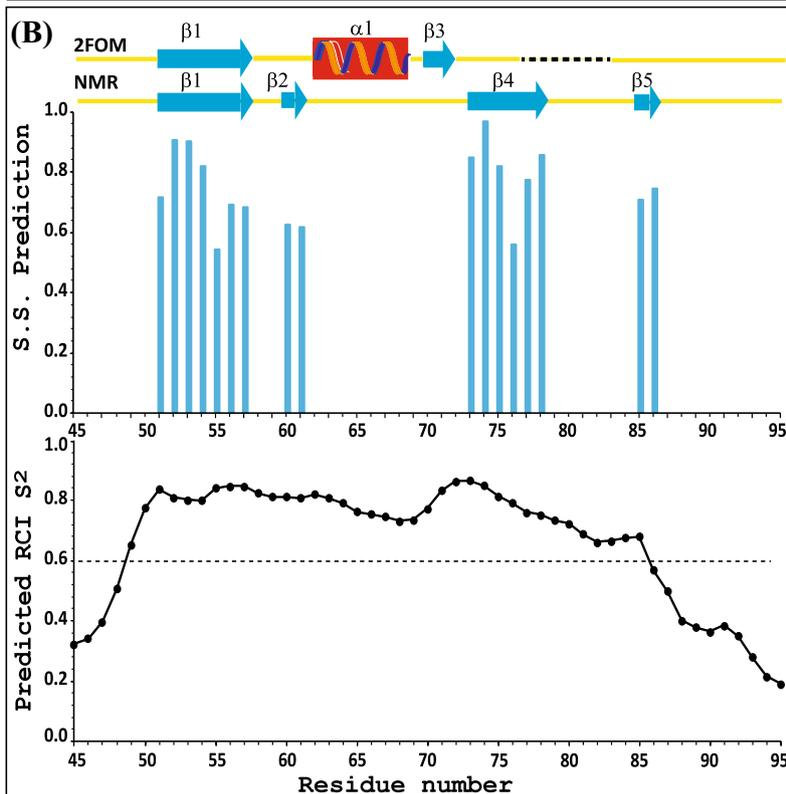 (B)
β1 α1 β3
2FOM
NMR
β1 β2 β4 β5
1.0
0.8
0.6
0.4
0.2
0.0
S.S. Prediction
45 50 55 60 65 70 75 80 85 90 95
1.0
0.8
0.6
0.4
0.2
0.0
Predicted RCI S2
45 50 55 60 65 70 75 80 85 90 95
Residue number